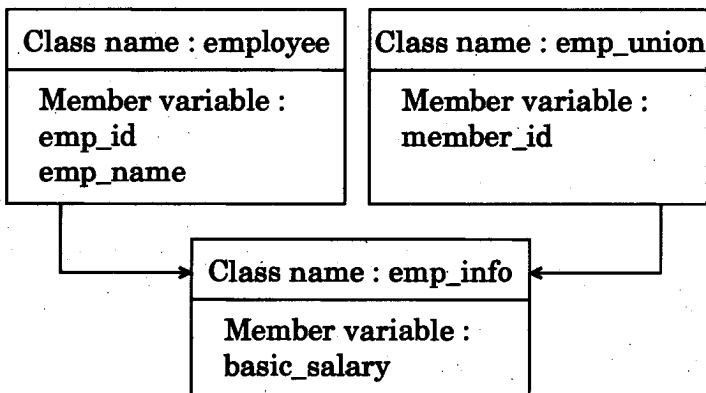 Class name : employee
Member variable :
emp_id
emp_name
Class name : emp_union
Member variable :
member_id
Class name : emp_info
Member variable :
basic_salary